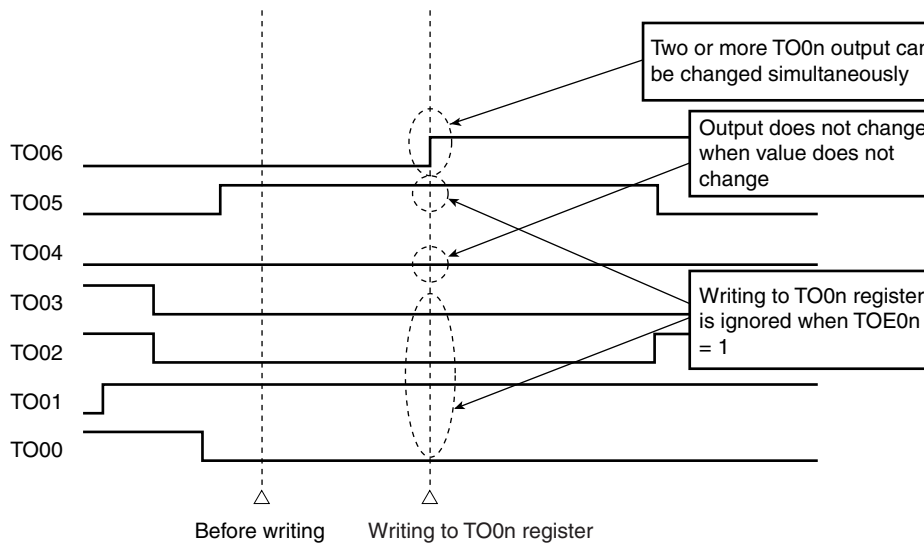 Two or more TO0n output can
be changed simultaneously
Output does not change
when value does not
change
TO06
TO05
TO04
TO03
TO02
TO01
TO00
Writing to TO0n register
is ignored when TOE0n
= 1
Before writing
Writing to TO0n register